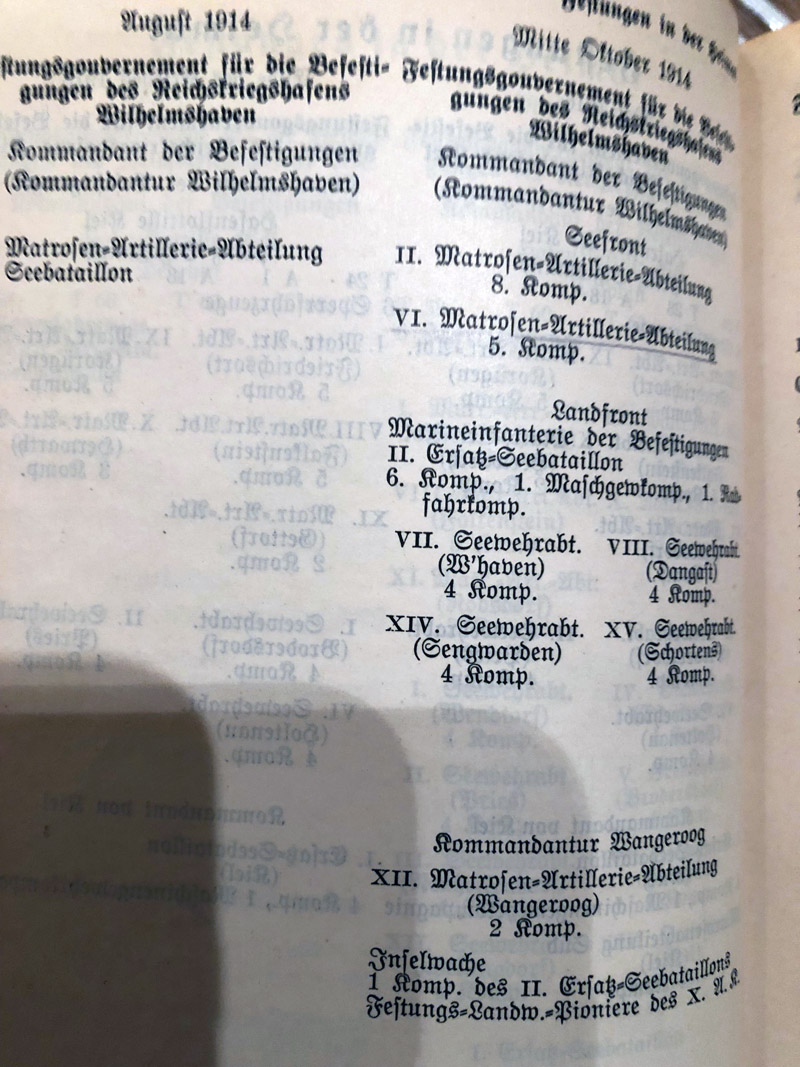 August 1914
stungsgouvernement für die Befesti-
gungen des Reichskriegshafens
Wilhelmshaven
Kommandant der Befestigungen
(Kommandantur Wilhelmshaven)
Matrosen-Artillerie-Abteilung
Seebataillon
Festungen in der Heimat
Mitte Oktober 1914
Festungsgouvernement für die Befesti-
gungen des Reichskriegshafens
Wilhelmshaven
Kommandant der Befestigungen
(Kommandantur Wilhelmshaven)
Seefront
II. Matrosen-Artillerie-Abteilung
8. Komp.
VI. Matrosen-Artillerie-Abteilung
5. Komp.
Landfront
Marineinfanterie der Befestigungen
II. Ersatz-Seebataillon
6. Komp., 1. Maschgewkomp., 1. Rad-
fahrkomp.
VII. Seewehrabt. VIII. Seewehrabt.
(W'haven) (Dangast)
4 Komp. 4 Komp.
XIV. Seewehrabt. XV. Seewehrabt.
(Sengwarden) (Schortens)
4 Komp. 4 Komp.
Kommandantur Wangeroog
XII. Matrosen-Artillerie-Abteilung
(Wangeroog)
2 Komp.
Inselwache
1 Komp. des II. Ersatz-Seebataillons
Festungs-Landw.-Pioniere des X. A. K.